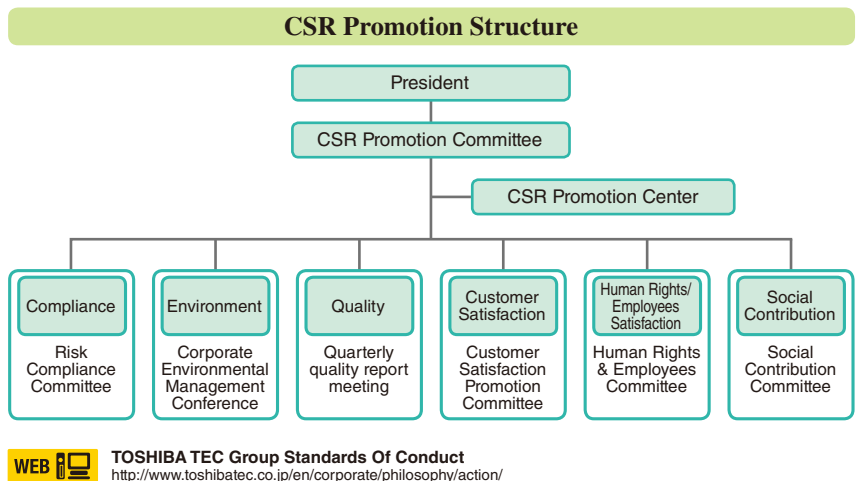 CSR Promotion Structure
President
CSR Promotion Committee
CSR Promotion Center
Compliance
Risk
Compliance
Committee
Environment
Corporate
Environmental
Management
Conference
Quality
Quarterly
quality report
meeting
Customer
Satisfaction
Customer
Satisfaction
Promotion
Committee
Human Rights/
Employees
Satisfaction
Human Rights
& Employees
Committee
Social
Contribution
Social
Contribution
Committee
WEB
TOSHIBA TEC Group Standards Of Conduct
http://www.toshibatec.co.jp/en/corporate/philosophy/action/